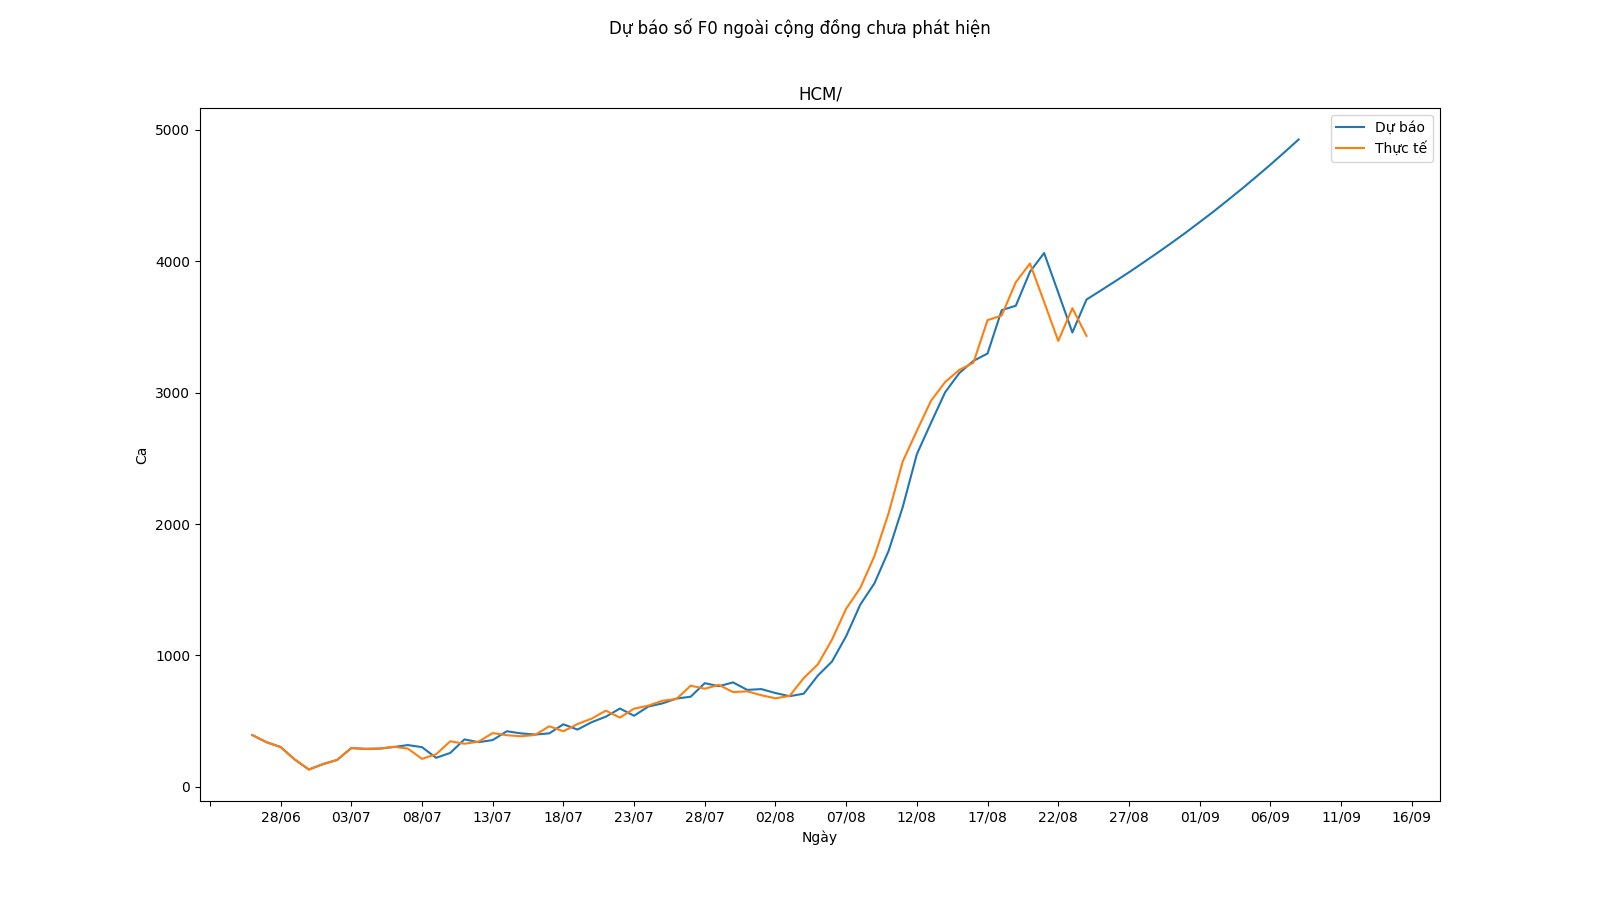 Dự báo số F0 ngoài cộng đồng chưa phát hiện
HCM/
Dự báo
Thực tế
5000
4000
3000
2000
1000
0
Ca
28/06 03/07 08/07 13/07 18/07 23/07 28/07 02/08 07/08 12/08 17/08 22/08 27/08 01/09 06/09 11/09 16/09
Ngày